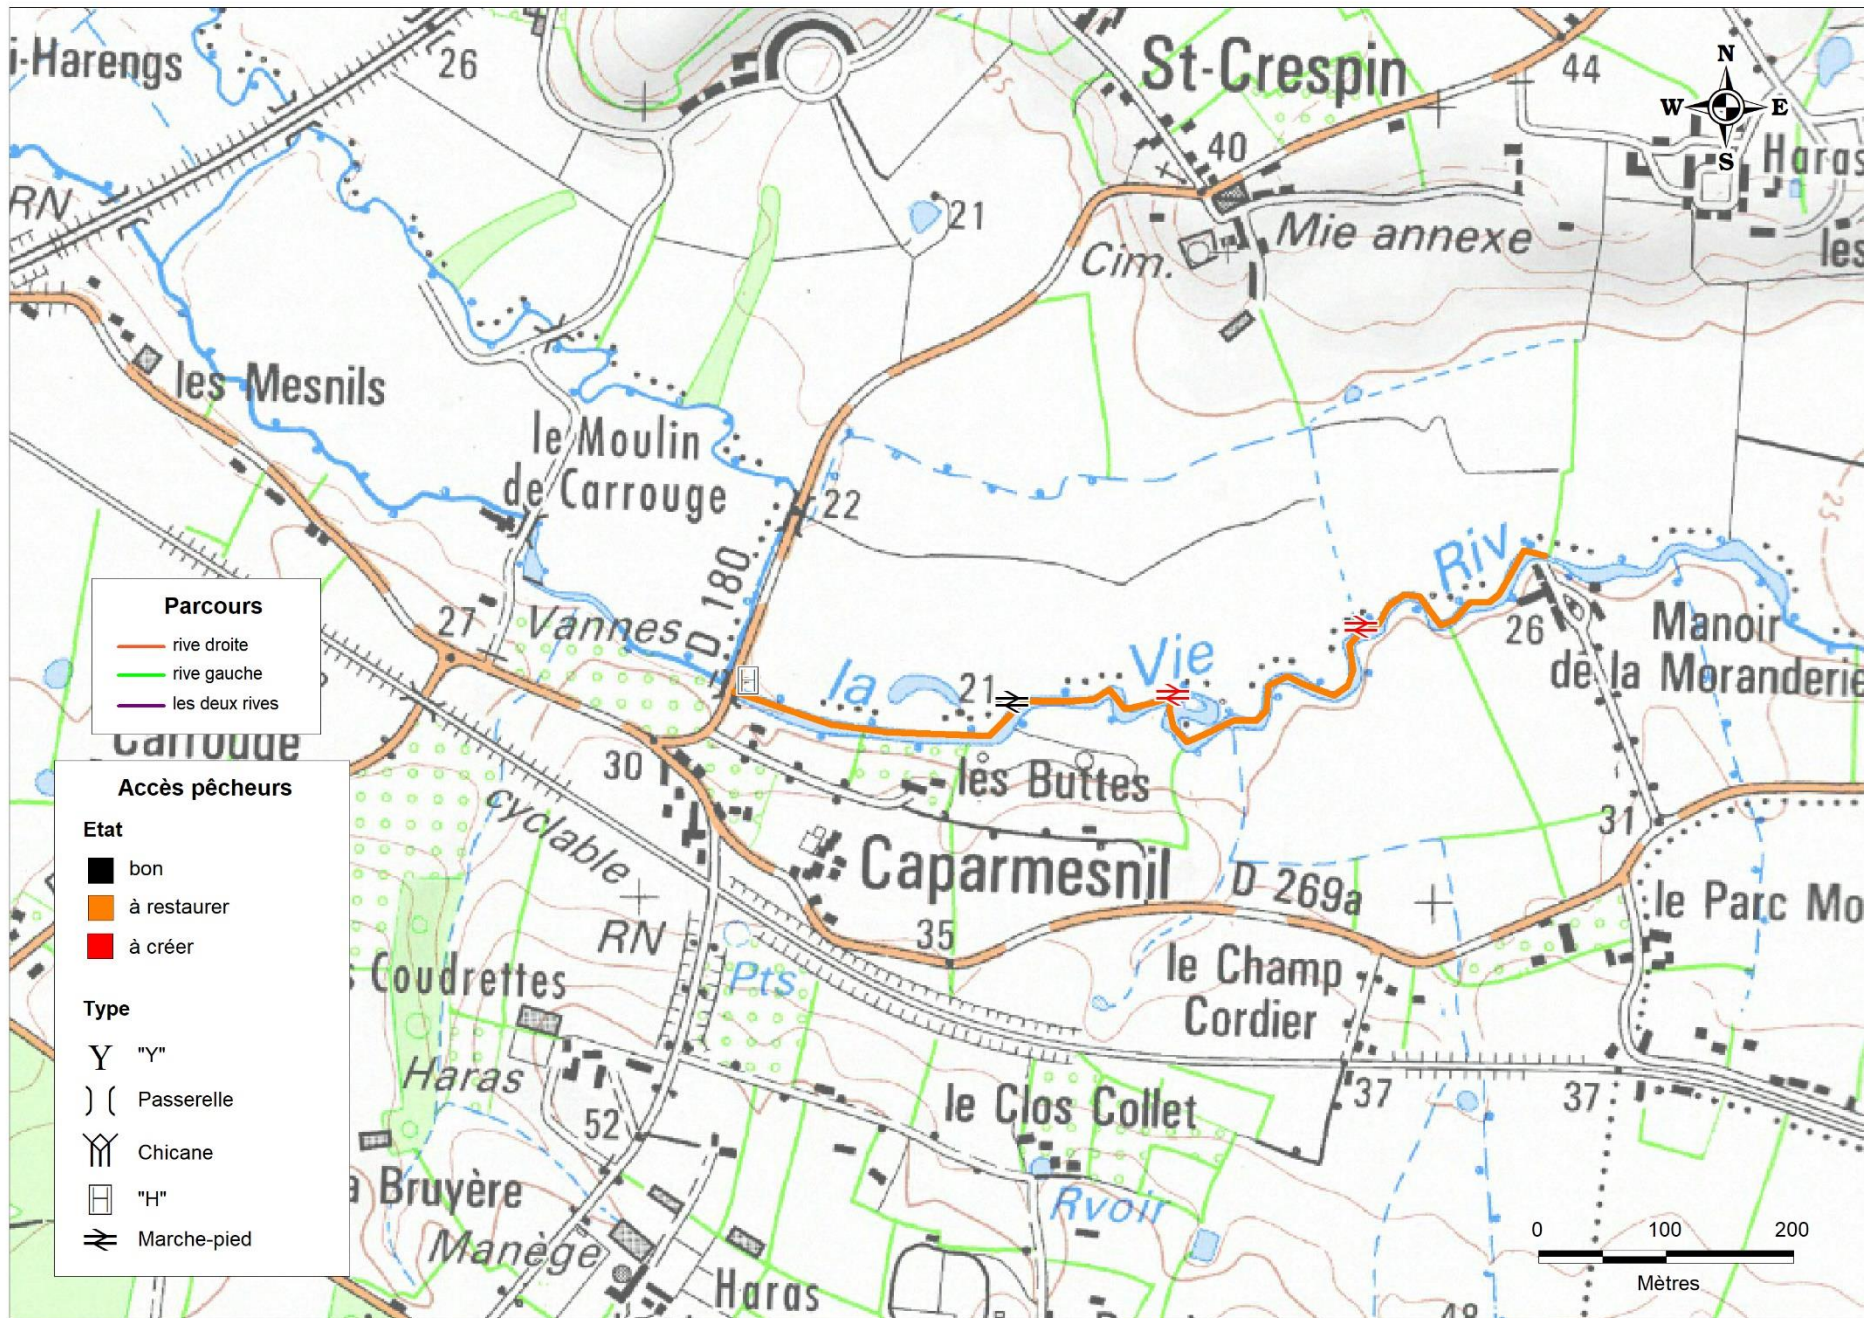 i-Harengs
26
St-Crespin
44
N
W
E
S
40
Haras
RN
21
Mie annexe
les
Cim.
les Mesnils
le Moulin
de Carrouge
22
D 180
Riv
25
25
Parcours
rive droite
rive gauche
les deux rives
27
Vannes
la
Vie
21
26
Manoir
de la Moranderie
Carrouge
30
les Buttes
31
cyclable
Caparmesnil
D 269a
le Parc Mo
Accès pêcheurs
Etat
bon
à restaurer
à créer
RN
35
Coudrettes
Pts
le Champ
Cordier
Type
"Y"
Passerelle
Chicane
"H"
Marche-pied
Haras
52
le Clos Collet
37
37
a Bruyère
Rvoir
Manège
Haras
0
100
200
Mètres
48